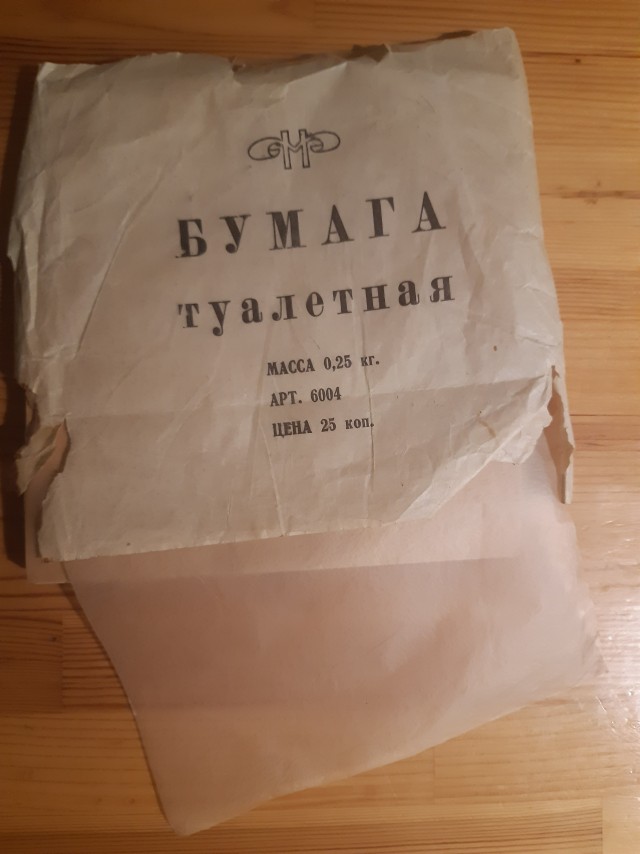 БУМАГА
туалетная
МАССА 0,25 кг.
АРТ. 6004
ЦЕНА 25 коп.